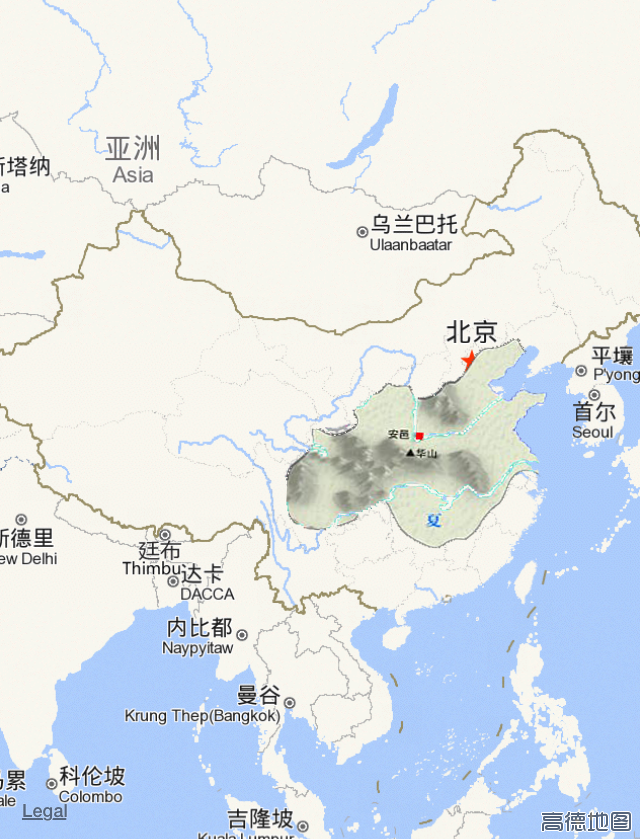 亚洲
Asia
斯塔纳
a
乌兰巴托
Ulaanbaatar
北京
平壤
P'yong
首尔
Seoul
安邑
华山
夏
新德里
ew Delhi
廷布
Thimbu
达卡
DACCA
内比都
Naypyitaw
曼谷
Krung Thep(Bangkok)
马累
ale
科伦坡
Colombo
Legal
吉隆坡
Kuala Lumpur
高德地图